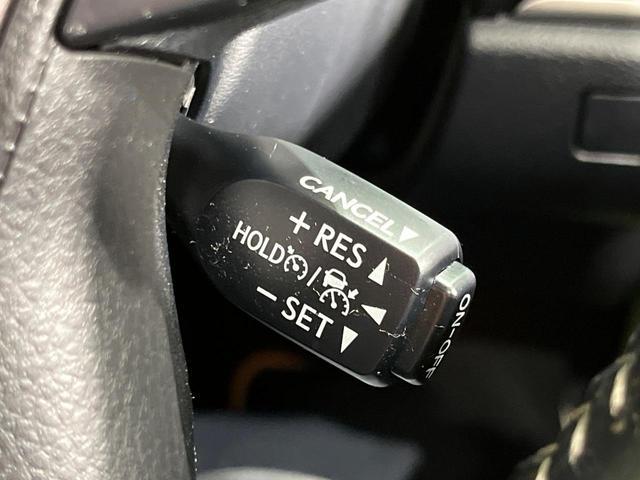 CANCEL▼
+ RES ▲
HOLD / ◀
− SET ▼
ON-OFF